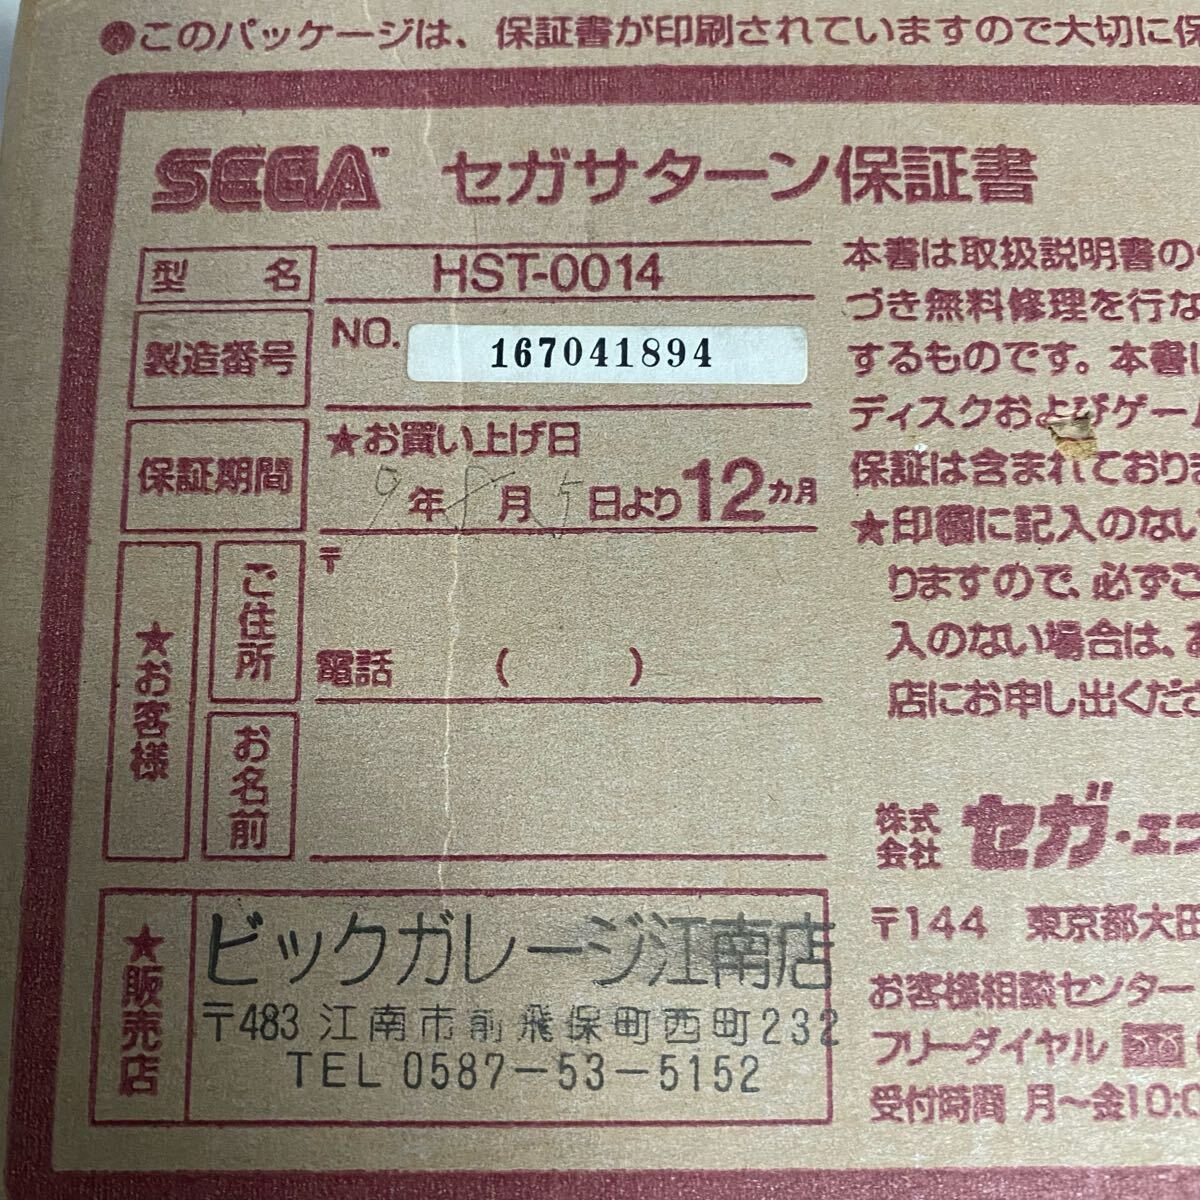 ●このパッケージは、保証書が印刷されていますので大切に保
SEGA™ セガサターン保証書
型 名 HST-0014
製造番号 NO. 167041894
保証期間 ★お買い上げ日
9年8月5日より12カ月
★お客様
ご住所 〒
電話 ( )
お名前
★販売店
ビックガレージ江南店
〒483 江南市前飛保町西町232
TEL 0587-53-5152
本書は取扱説明書の
づき無料修理を行な
するものです。本書に
ディスクおよびゲー
保証は含まれており
★印欄に記入のない
りますので、必ずご
入のない場合は、お
店にお申し出くださ
株式会社 セガ・エン
〒144 東京都大田
お客様相談センター
フリーダイヤル
受付時間 月～金10:0